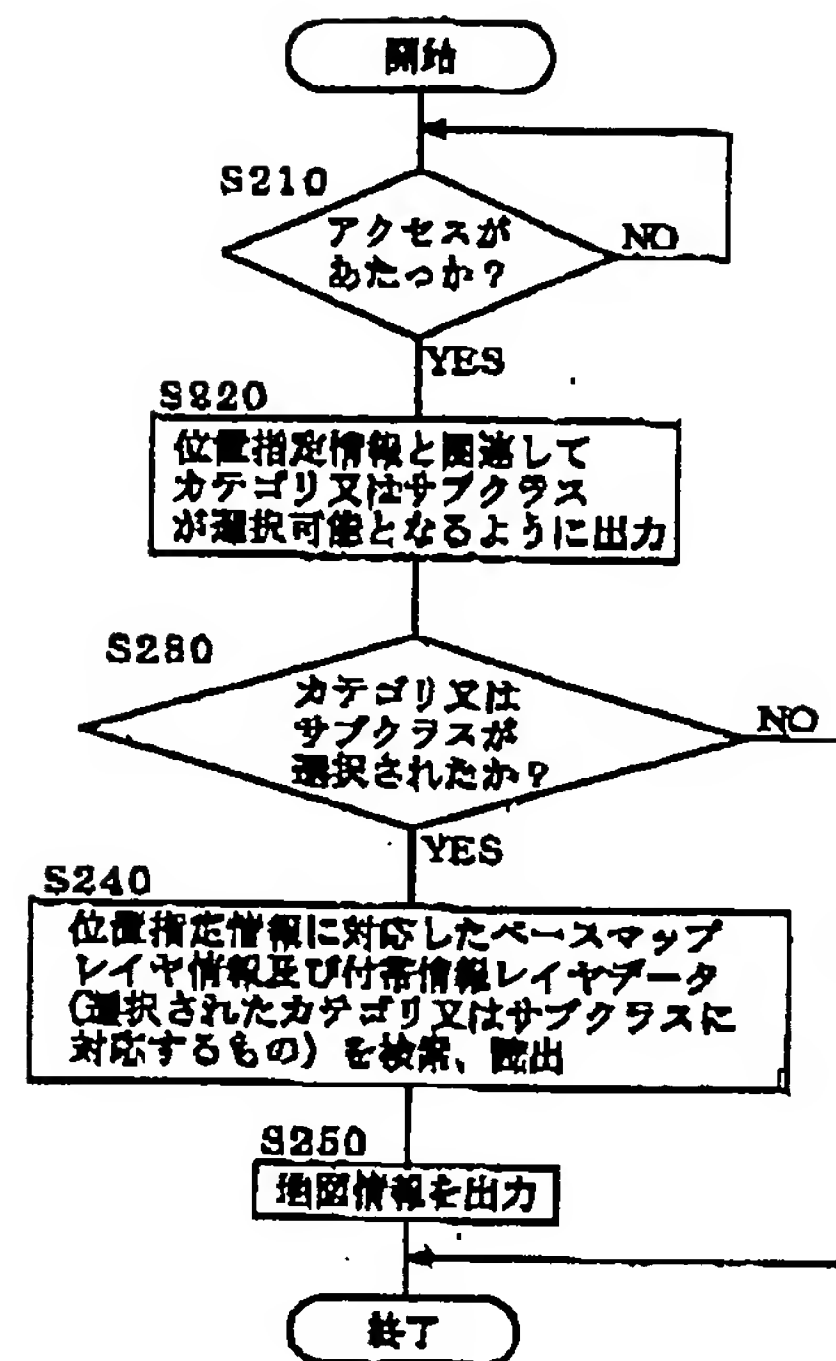 開始
S210
アクセスが
あたっか?
NO
YES
S220
位置指定情報と関連して
カテゴリ又はサブクラス
が選択可能となるように出力
S230
カテゴリ又は
サブクラスが
選択されたか?
NO
YES
S240
位置指定情報に対応したベースマップ
レイヤ情報及び付帯情報レイヤデータ
(選択されたカテゴリ又はサブクラスに
対応するもの)を検索、読出
S250
地図情報を出力
終了